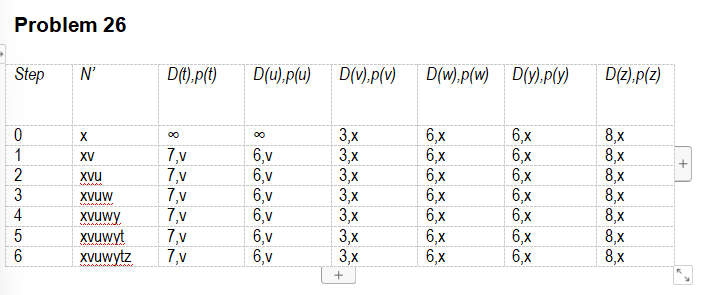 Problem 26
Step N' D(t),p(t) D(u),p(u) D(v),p(v) D(w),p(w) D(y),p(y) D(z),p(z)
0 x ∞ ∞ 3,x 6,x 6,x 8,x
1 xv 7,v 6,v 3,x 6,x 6,x 8,x
2 xvu 7,v 6,v 3,x 6,x 6,x 8,x
3 xvuw 7,v 6,v 3,x 6,x 6,x 8,x
4 xvuwy 7,v 6,v 3,x 6,x 6,x 8,x
5 xvuwyt 7,v 6,v 3,x 6,x 6,x 8,x
6 xvuwytz 7,v 6,v 3,x 6,x 6,x 8,x